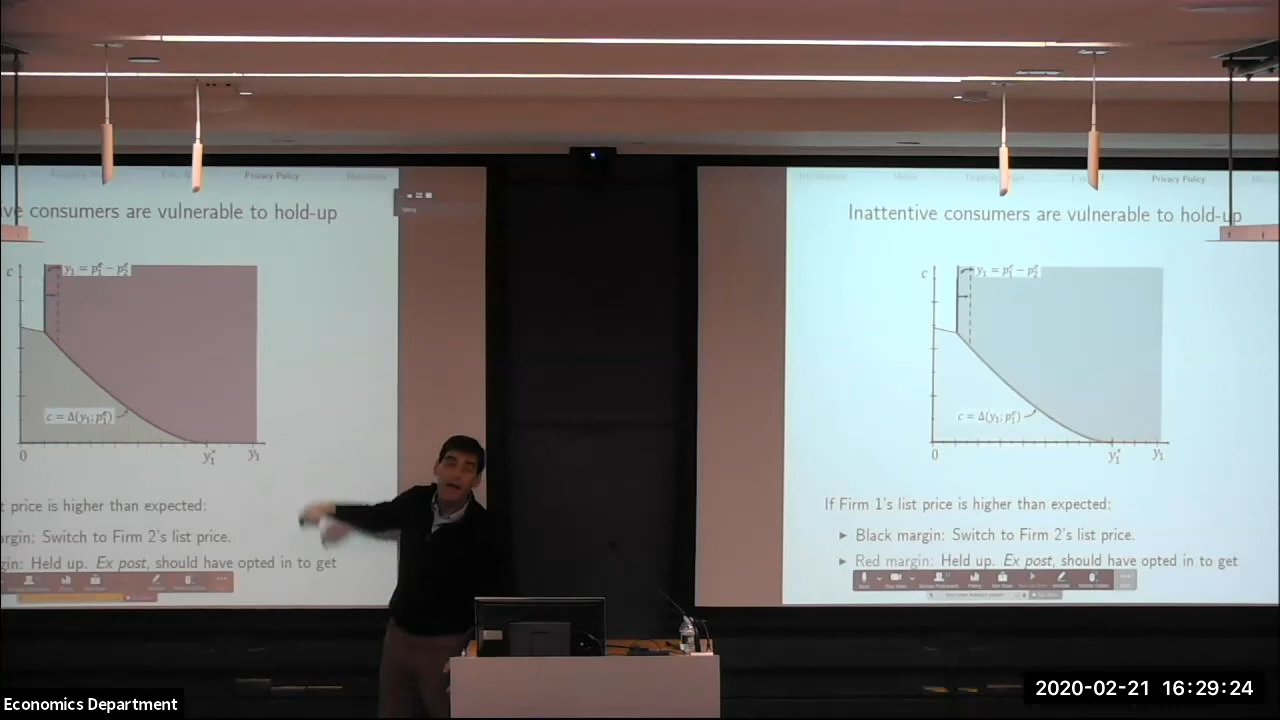 Privacy Policy
ve consumers are vulnerable to hold-up
c
y₁ = p₁ᵉ − p₂ᵉ
c = Δ(y₁; p₁ᵉ)
0
y₁*
y₁
t price is higher than expected:
argin: Switch to Firm 2's list price.
gin: Held up. Ex post, should have opted in to get
Privacy Policy
Inattentive consumers are vulnerable to hold-up
c
y₁ = p₁ᵉ − p₂ᵉ
c = Δ(y₁; p₁ᵉ)
0
y₁*
y₁
If Firm 1's list price is higher than expected:
▶ Black margin: Switch to Firm 2's list price.
▶ Red margin: Held up. Ex post, should have opted in to get
Economics Department
2020-02-21 16:29:24